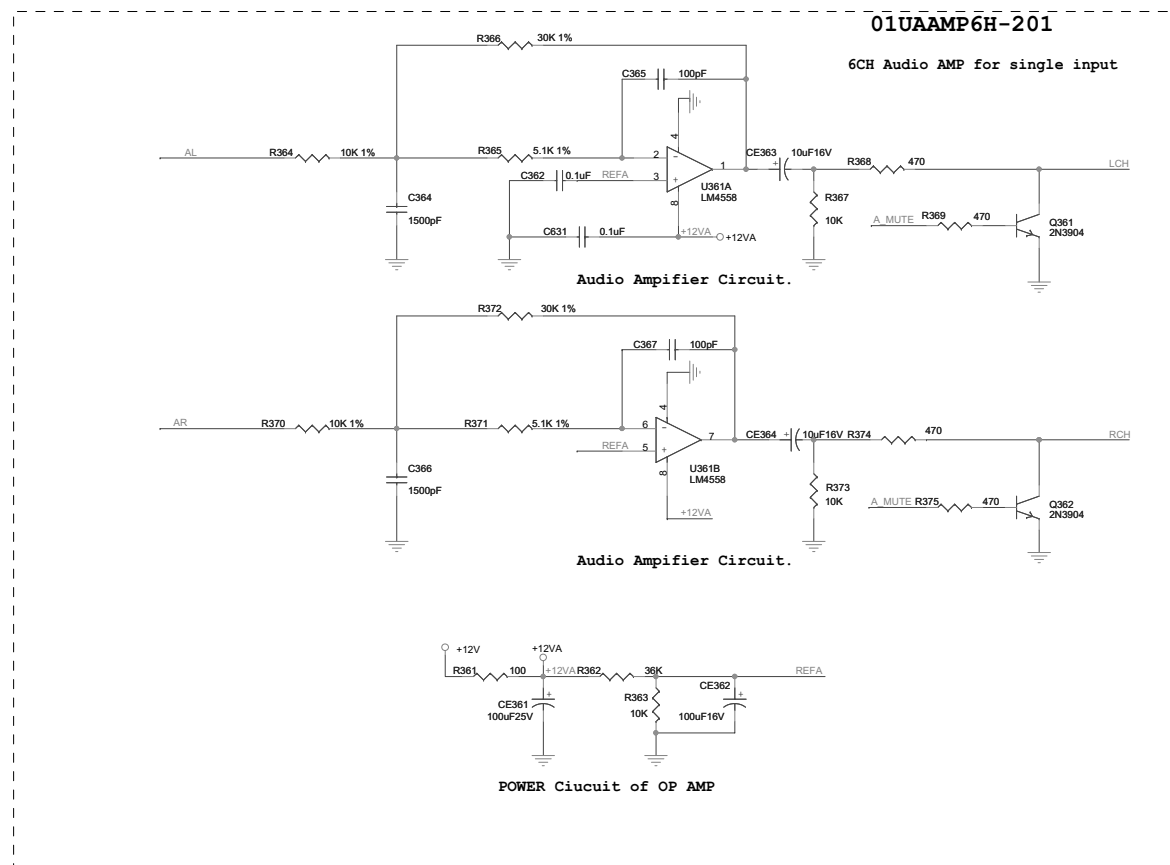 01UAAMP6H-201
6CH Audio AMP for single input
R366 30K 1%
C365 100pF
4
AL
R364 10K 1%
R365 5.1K 1%
2
1
CE363 + 10uF16V
R368 470
LCH
C362 0.1uF REFA 3
U361A
LM4558
C364
1500pF
R367
10K
8
A_MUTE R369 470
Q361
2N3904
C631 0.1uF
+12VA
+12VA
Audio Ampifier Circuit.
R372 30K 1%
C367 100pF
4
AR
R370 10K 1%
R371 5.1K 1%
6
7
CE364 + 10uF16V R374 470
RCH
REFA 5
U361B
LM4558
C366
1500pF
R373
10K
8
A_MUTE R375 470
Q362
2N3904
+12VA
Audio Ampifier Circuit.
+12V
+12VA
R361 100
+12VA R362 36K
REFA
CE361 +
100uF25V
R363
10K
CE362 +
100uF16V
POWER Ciucuit of OP AMP